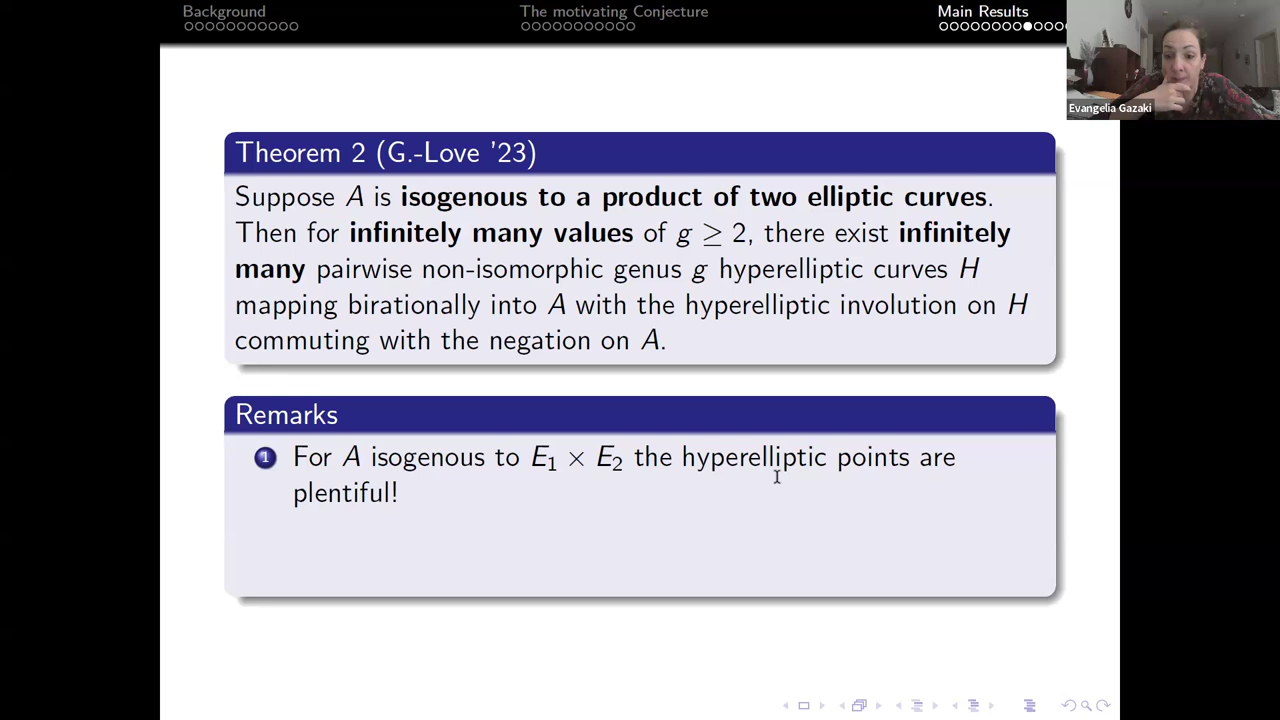 Background
The motivating Conjecture
Main Results
Evangelia Gazaki
Theorem 2 (G.-Love '23)
Suppose A is isogenous to a product of two elliptic curves.
Then for infinitely many values of g ≥ 2, there exist infinitely
many pairwise non-isomorphic genus g hyperelliptic curves H
mapping birationally into A with the hyperelliptic involution on H
commuting with the negation on A.
Remarks
1 For A isogenous to E₁ × E₂ the hyperelliptic points are
plentiful!